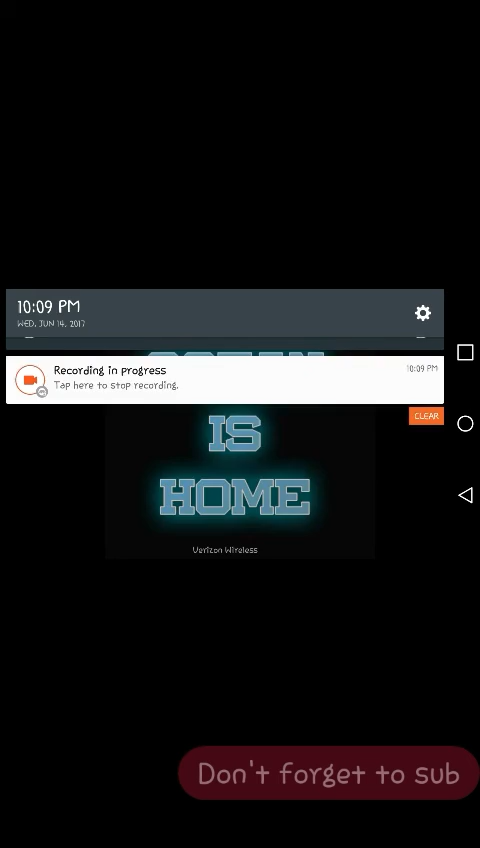 10:09 PM
WED, JUN 14, 2017
Recording in progress
10:09 PM
Tap here to stop recording.
CLEAR
IS
HOME
Verizon Wireless
Don't forget to sub